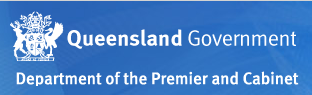 Queensland Government
Department of the Premier and Cabinet